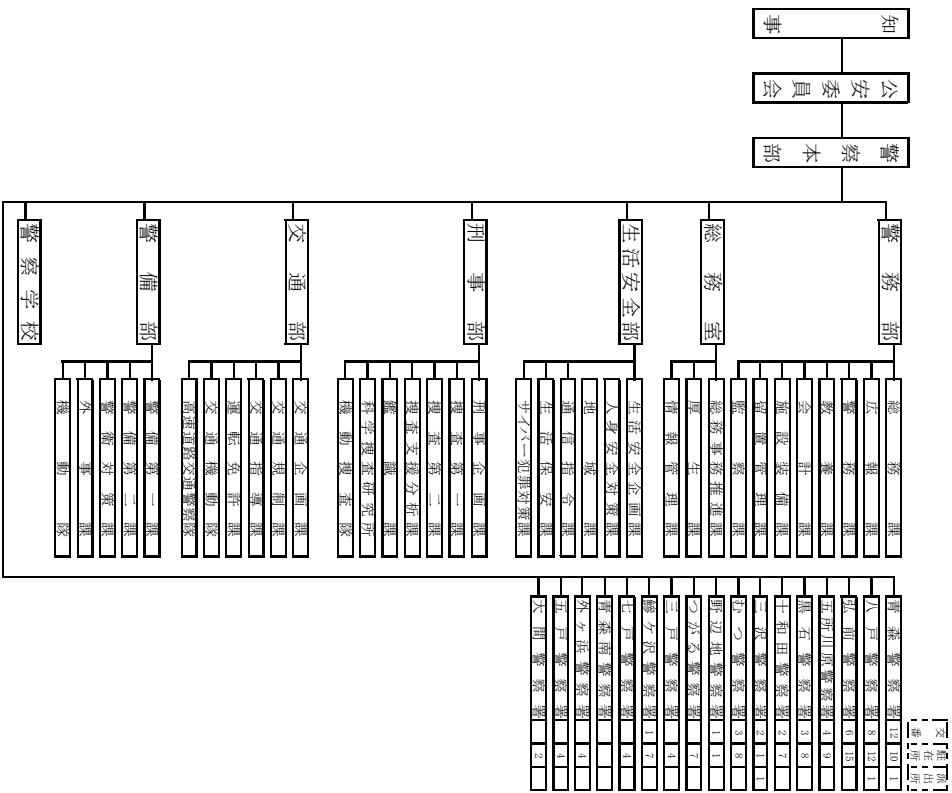 知事
公安委員会
警察本部
警務部
総務課
広報課
警務課
教養課
会計課
施設装備課
留置管理課
監察課
総務室
総務事務推進課
厚生課
情報管理課
生活安全部
生活安全企画課
人身安全対策課
地域課
通信指令課
生活保安課
サイバー犯罪対策課
刑事部
刑事企画課
捜査第一課
捜査第二課
捜査支援分析課
鑑識課
科学捜査研究所
機動捜査隊
交通部
交通企画課
交通規制課
交通指導課
運転免許課
交通機動隊
高速道路交通警察隊
警備部
警備第一課
警備第二課
警衛対策課
外事課
機動隊
警察学校
交番 駐在所 派出所
青森警察署 12 10 1
八戸警察署 8 12 1
弘前警察署 6 15
五所川原警察署 4 9
黒石警察署 3 8
十和田警察署 2 7
三沢警察署 2 1 1
むつ警察署 3 8
野辺地警察署 1 1
つがる警察署 7
三戸警察署 4
鰺ヶ沢警察署 1 7
七戸警察署 4
青森南警察署
外ヶ浜警察署 4
五戸警察署 4
大間警察署 2